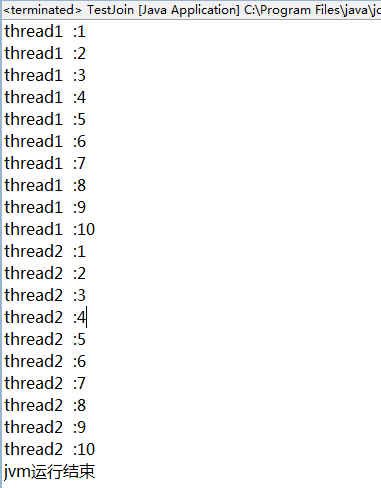 <terminated> TestJoin [Java Application] C:\Program Files\java\jd
thread1 :1
thread1 :2
thread1 :3
thread1 :4
thread1 :5
thread1 :6
thread1 :7
thread1 :8
thread1 :9
thread1 :10
thread2 :1
thread2 :2
thread2 :3
thread2 :4
thread2 :5
thread2 :6
thread2 :7
thread2 :8
thread2 :9
thread2 :10
jvm运行结束